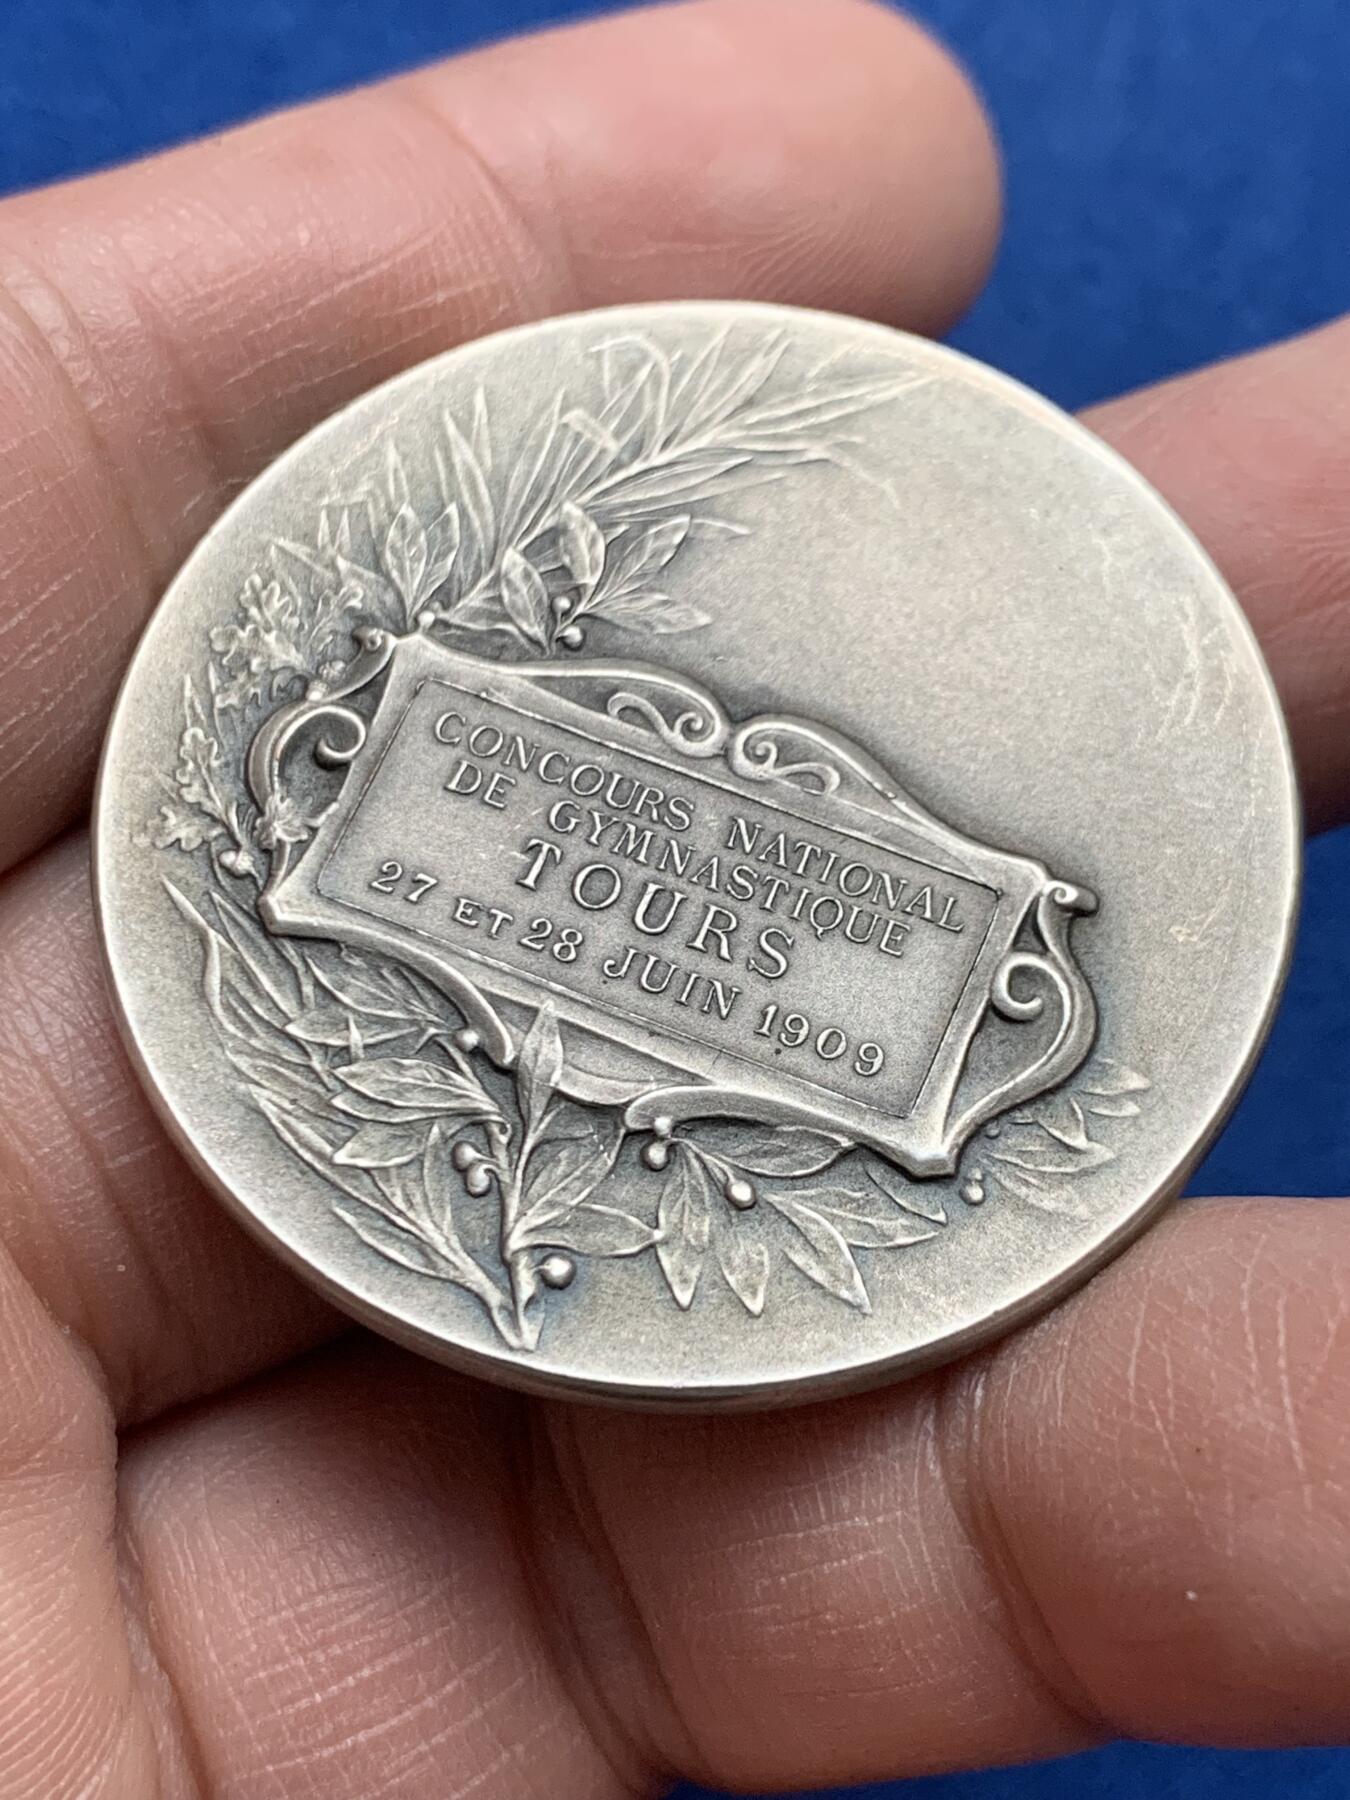 CONCOURS NATIONAL
DE GYMNASTIQUE
TOURS
27 ET 28 JUIN 1909